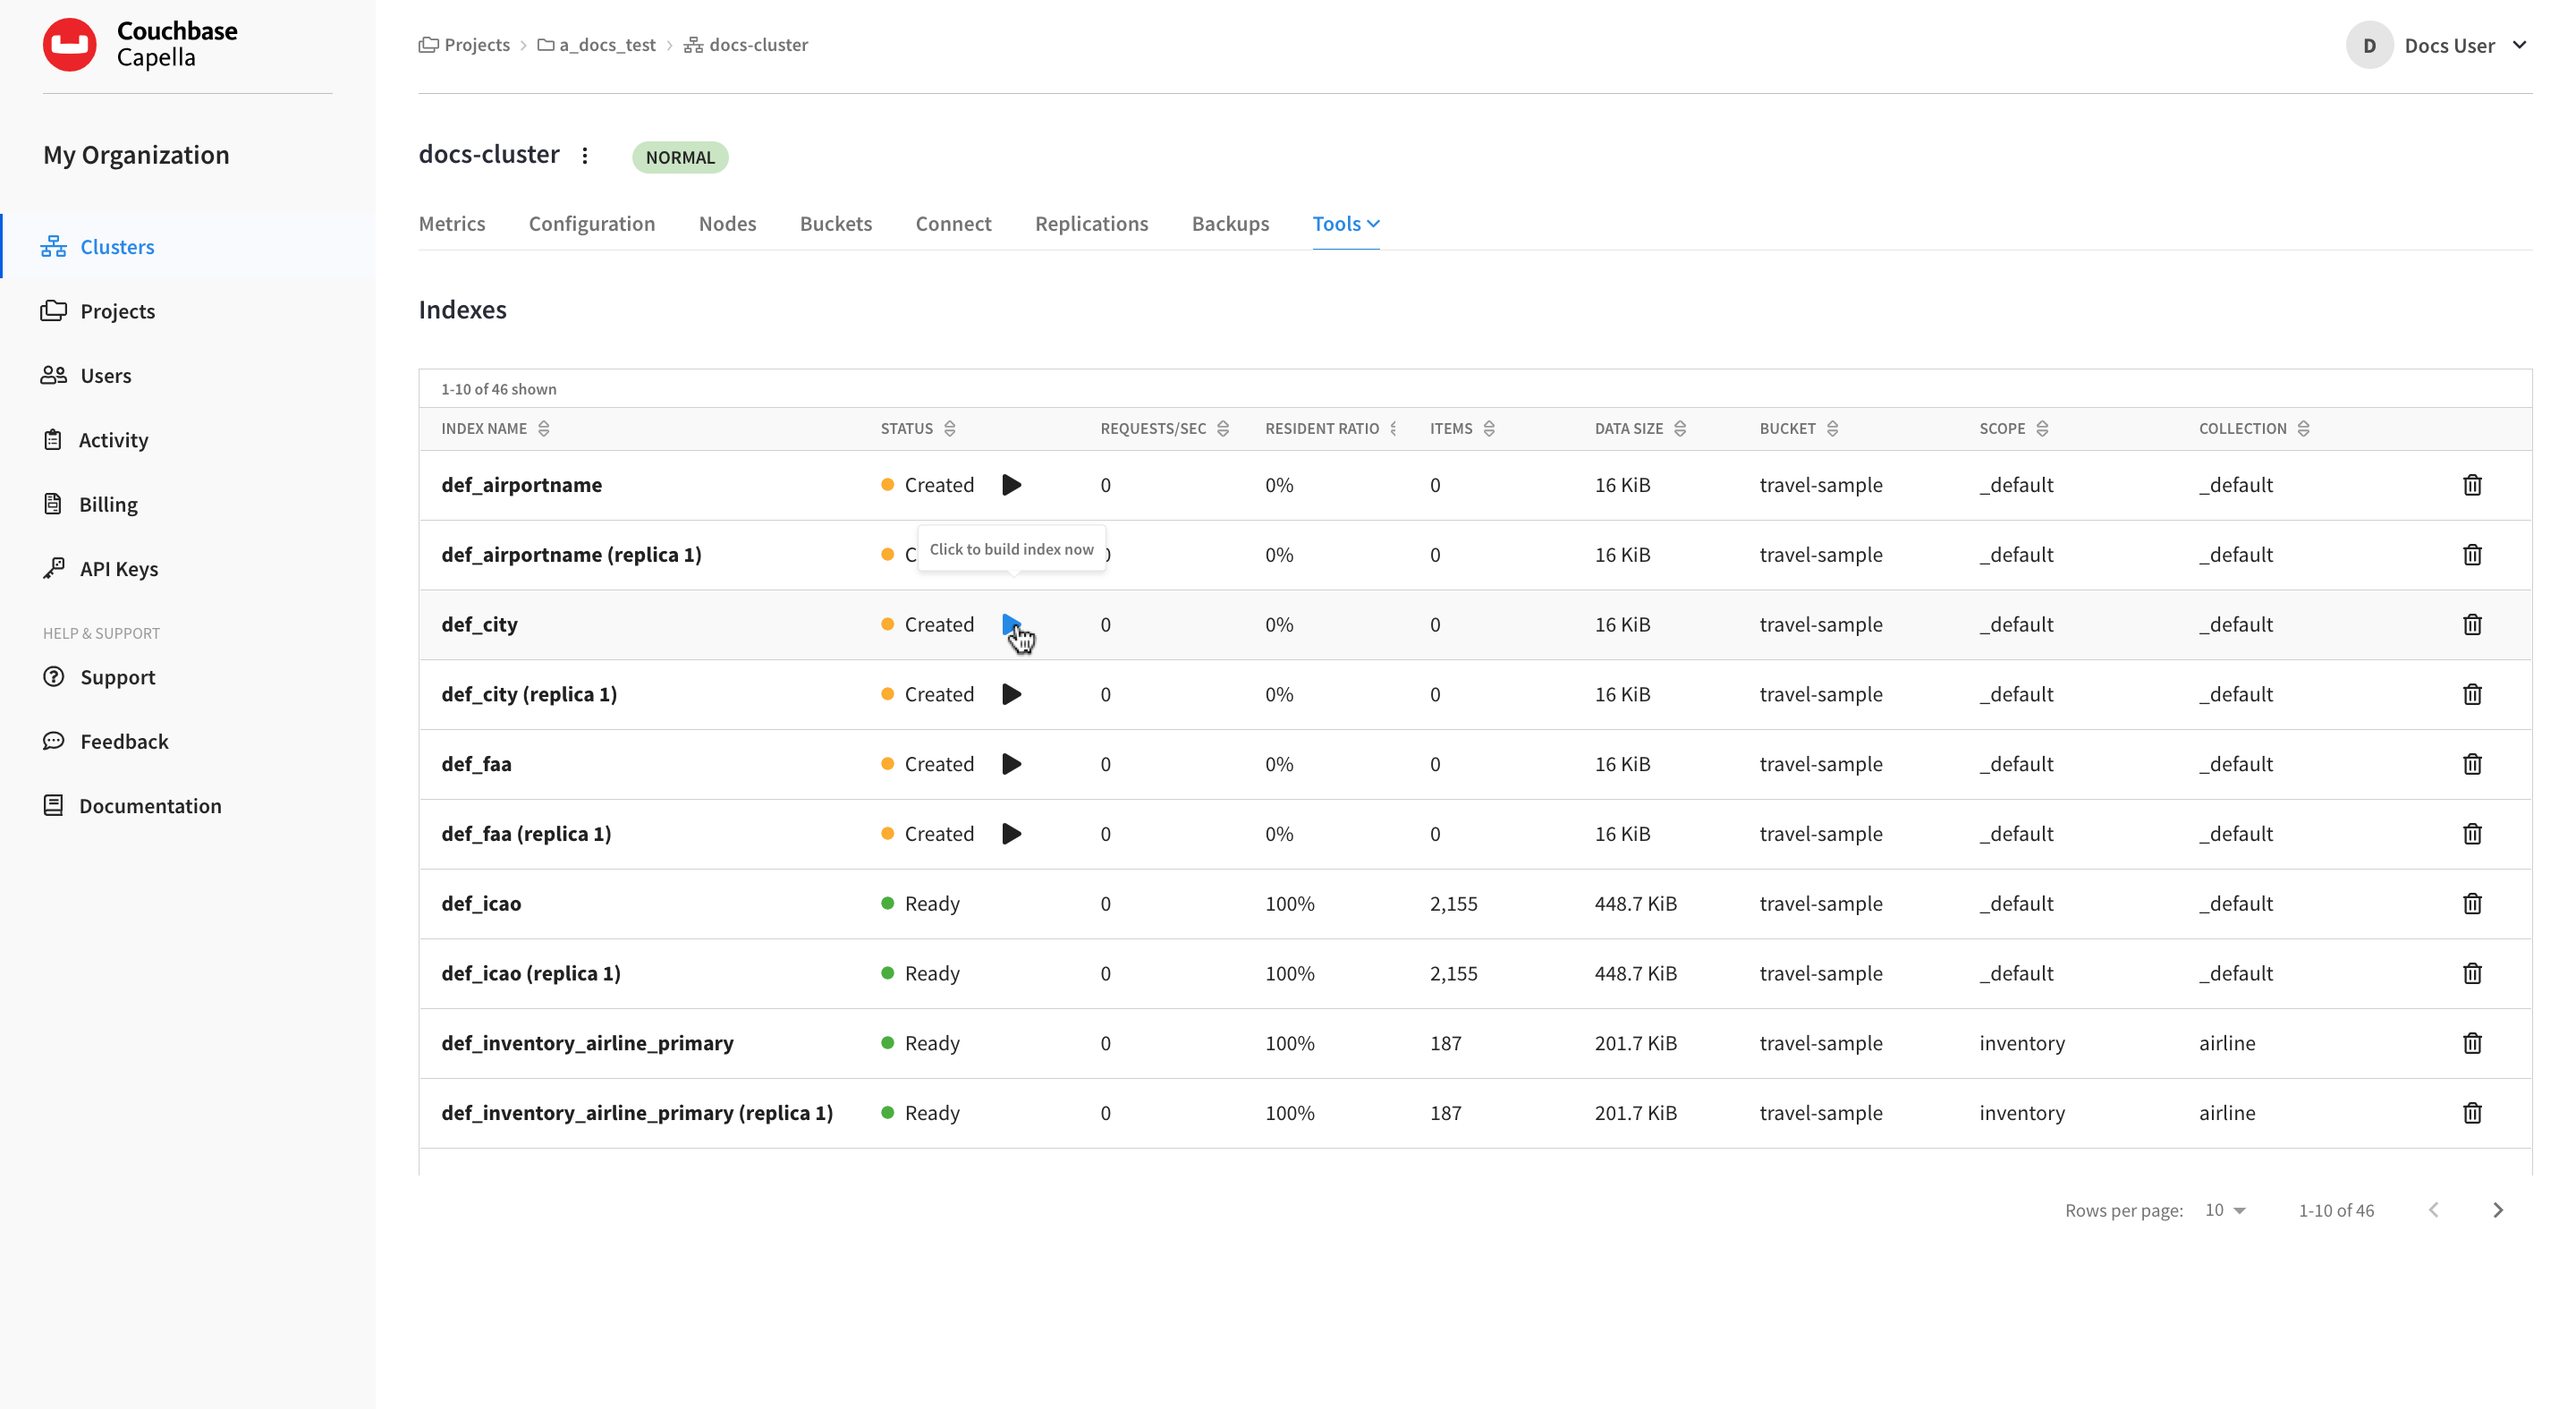 Couchbase
Capella
Projects a_docs_test docs-cluster
D Docs User
My Organization
docs-cluster NORMAL
Metrics Configuration Nodes Buckets Connect Replications Backups Tools
Clusters
Projects
Users
Activity
Billing
API Keys
HELP & SUPPORT
Support
Feedback
Documentation
Indexes
1-10 of 46 shown
INDEX NAME STATUS REQUESTS/SEC RESIDENT RATIO ITEMS DATA SIZE BUCKET SCOPE COLLECTION
def_airportname Created 0 0% 0 16 KiB travel-sample _default _default
Click to build index now
def_airportname (replica 1) 0% 0 16 KiB travel-sample _default _default
def_city Created 0 0% 0 16 KiB travel-sample _default _default
def_city (replica 1) Created 0 0% 0 16 KiB travel-sample _default _default
def_faa Created 0 0% 0 16 KiB travel-sample _default _default
def_faa (replica 1) Created 0 0% 0 16 KiB travel-sample _default _default
def_icao Ready 0 100% 2,155 448.7 KiB travel-sample _default _default
def_icao (replica 1) Ready 0 100% 2,155 448.7 KiB travel-sample _default _default
def_inventory_airline_primary Ready 0 100% 187 201.7 KiB travel-sample inventory airline
def_inventory_airline_primary (replica 1) Ready 0 100% 187 201.7 KiB travel-sample inventory airline
Rows per page: 10 1-10 of 46